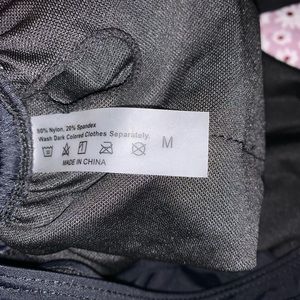 80% Nylon, 20% Spandex
Wash Dark Colored Clothes Separately.
M
MADE IN CHINA